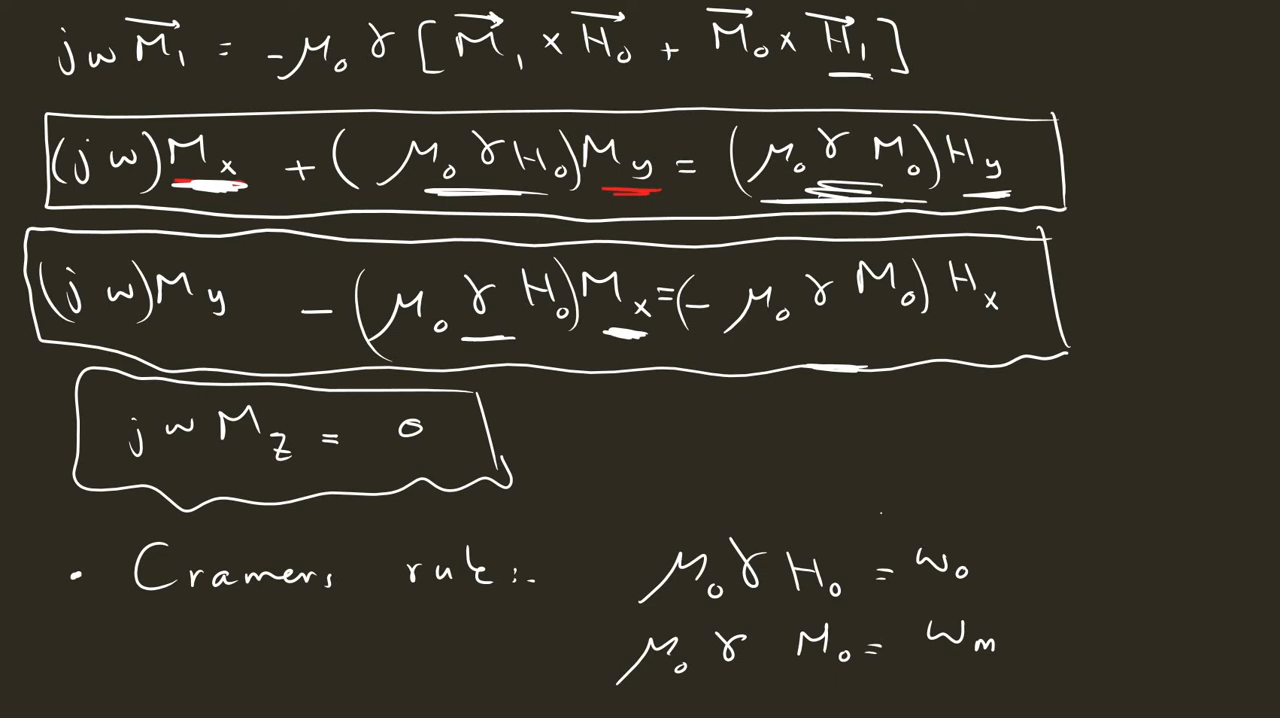 jωM⃗₁ = -μ₀γ[M⃗₁ × H⃗₀ + M⃗₀ × H⃗₁]
(jω)Mₓ + (μ₀γH₀)M_y = (μ₀γM₀)H_y
(jω)M_y - (μ₀γH₀)Mₓ = (-μ₀γM₀)Hₓ
jωM_z = 0
• Cramers rule:-
μ₀γH₀ = ω₀
μ₀γM₀ = ωₘ